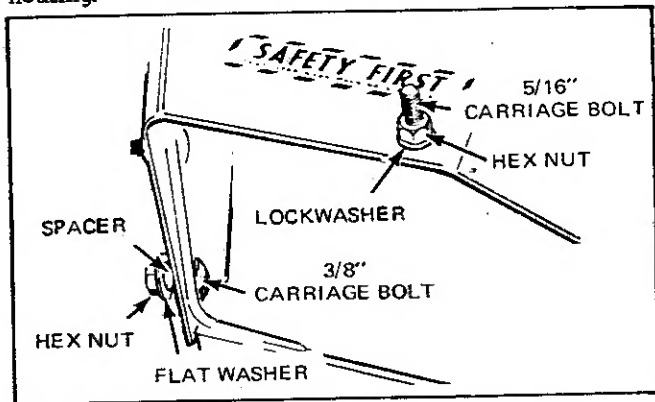 SAFETY FIRST
5/16"
CARRIAGE BOLT
HEX NUT
LOCKWASHER
SPACER
3/8"
CARRIAGE BOLT
HEX NUT
FLAT WASHER